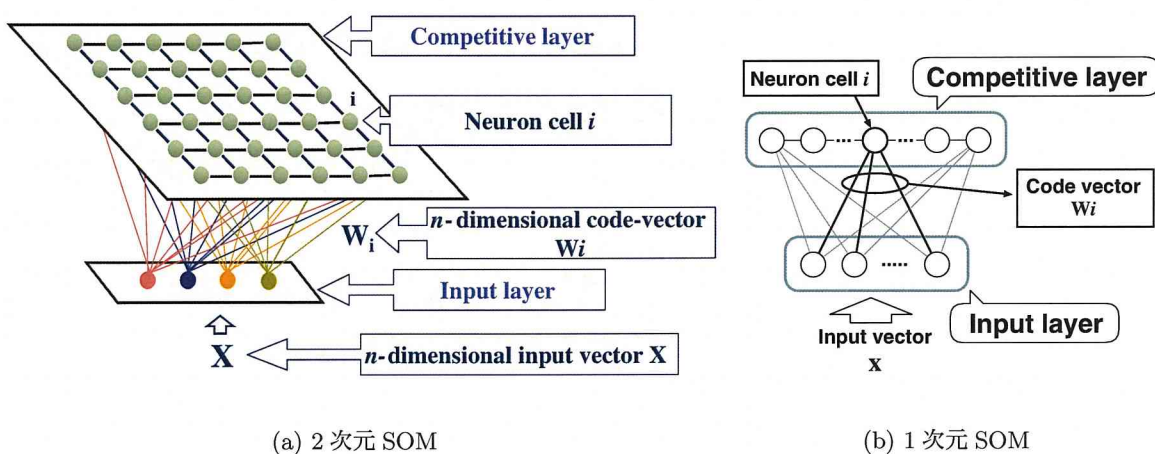 Competitive layer
i
Neuron cell i
n-dimensional code-vector
Wi
Wi
Input layer
X
n-dimensional input vector X
(a) 2 次元 SOM
Neuron cell i
Competitive layer
Code vector
Wi
Input vector
x
Input layer
(b) 1 次元 SOM